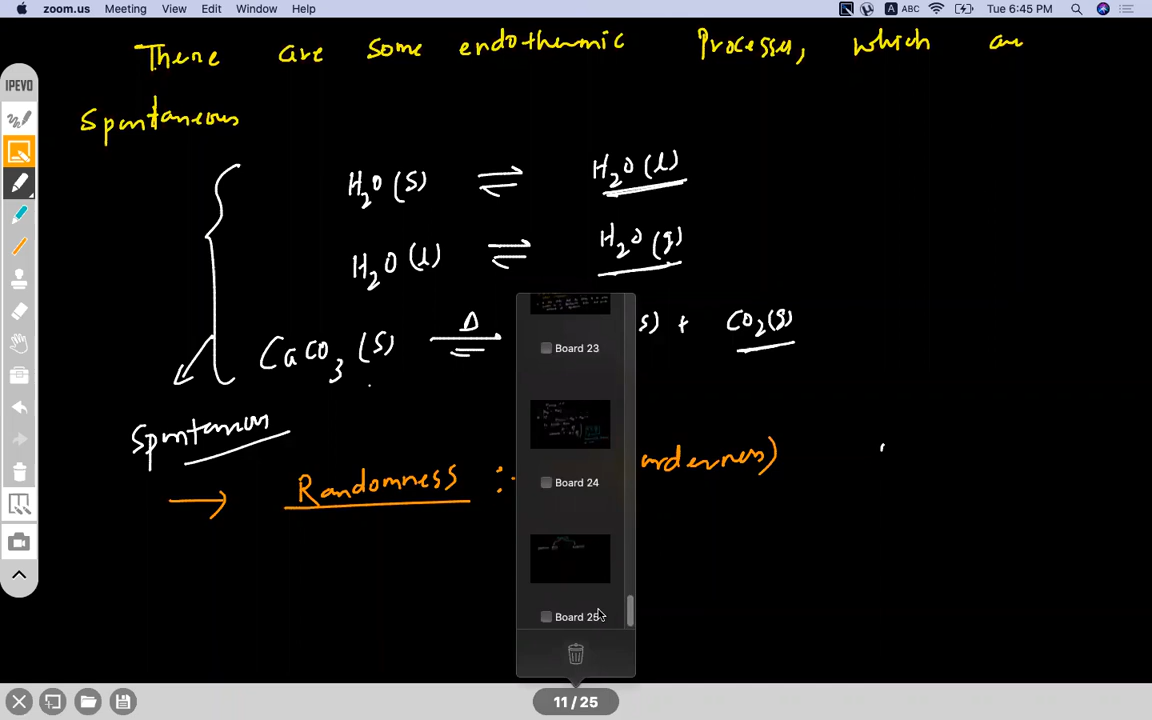 zoom.us Meeting View Edit Window Help ABC Tue 6:45 PM
IPEVO
There are some endothermic Processes, which are
Spontaneous
H2O(s) ⇌ H2O(l)
H2O(l) ⇌ H2O(g)
CaCO3(s) Δ ⇌ s) + CO2(g)
Spontaneous
→ Randomness :-
Board 23
Board 24
Board 25
11 / 25